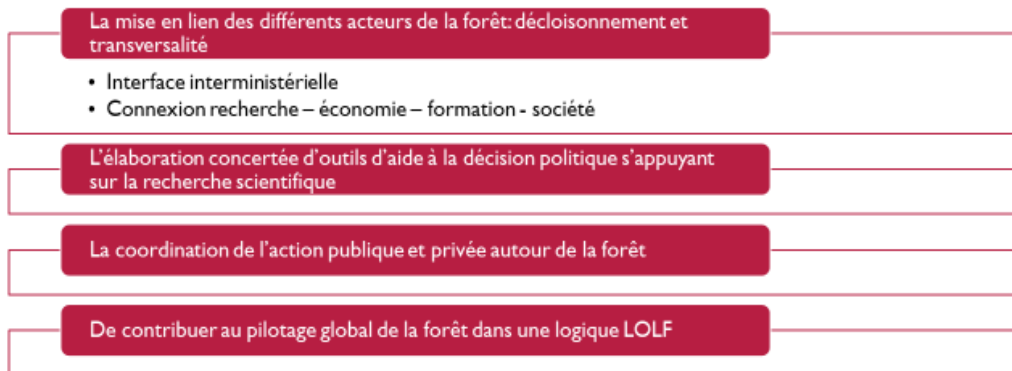 La mise en lien des différents acteurs de la forêt: décloisonnement et
transversalité
• Interface interministérielle
• Connexion recherche – économie – formation - société
L'élaboration concertée d'outils d'aide à la décision politique s'appuyant
sur la recherche scientifique
La coordination de l'action publique et privée autour de la forêt
De contribuer au pilotage global de la forêt dans une logique LOLF